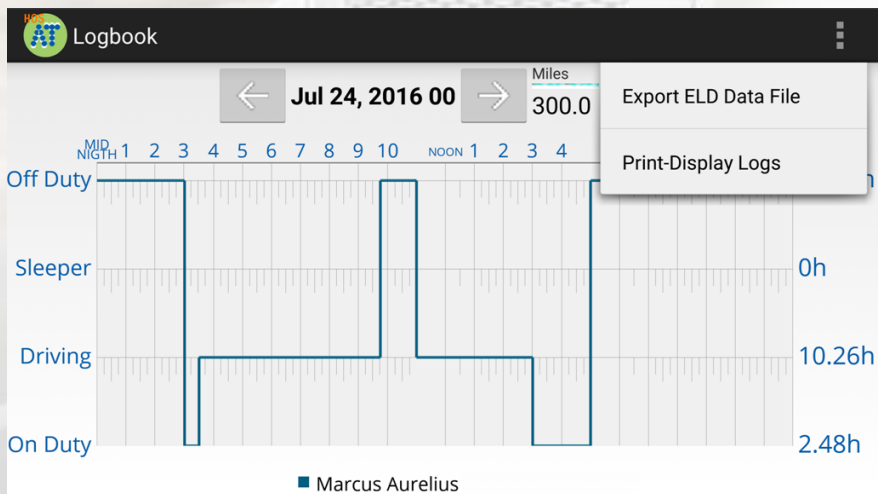 HOS
AT Logbook
Jul 24, 2016 00
Miles
300.0
Export ELD Data File
Print-Display Logs
MID
NIGTH 1 2 3 4 5 6 7 8 9 10 NOON 1 2 3 4
Off Duty
Sleeper 0h
Driving 10.26h
On Duty 2.48h
Marcus Aurelius